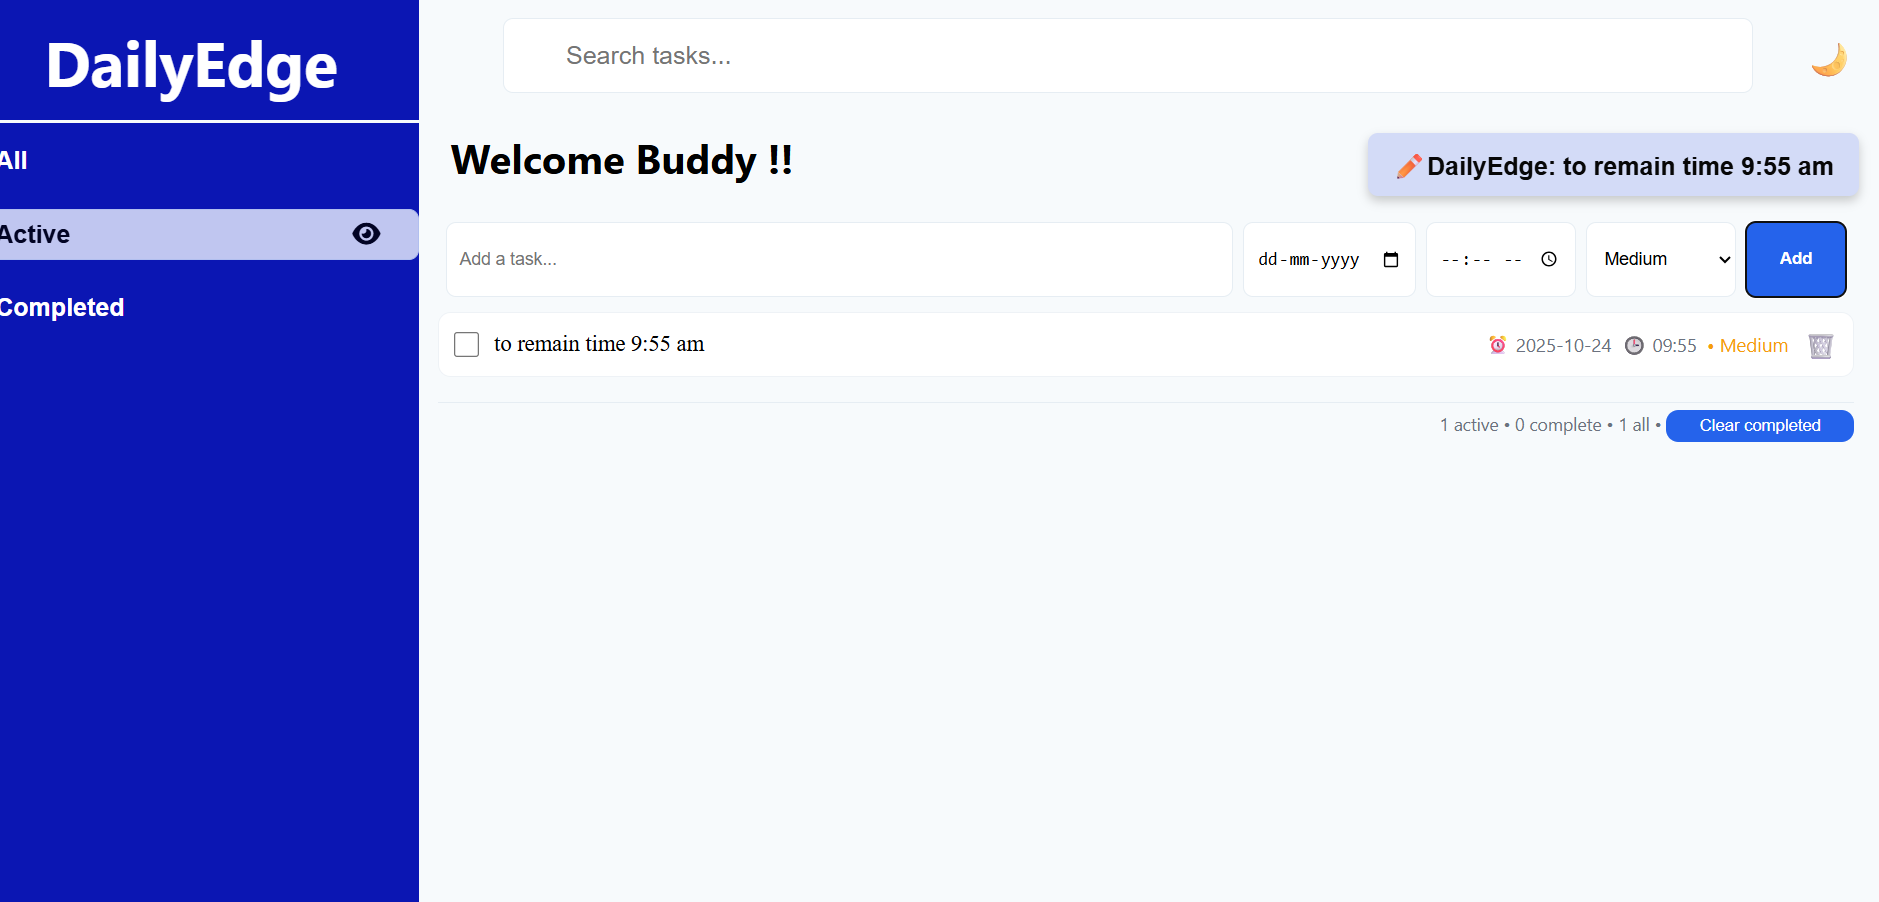 DailyEdge
All
Active
Completed
Search tasks...
Welcome Buddy !!
DailyEdge: to remain time 9:55 am
Add a task...
dd-mm-yyyy
--:-- --
Medium
Add
to remain time 9:55 am
2025-10-24 09:55 • Medium
1 active • 0 complete • 1 all •
Clear completed